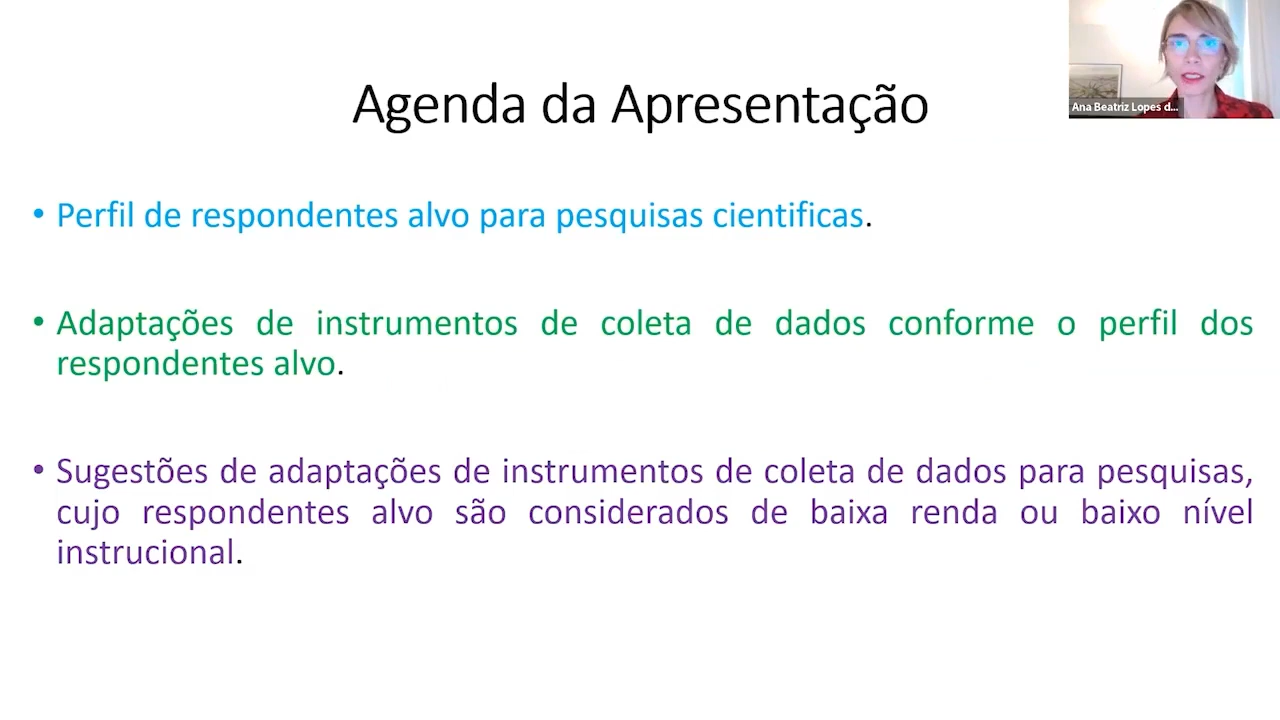 Agenda da Apresentação
Ana Beatriz Lopes d...
• Perfil de respondentes alvo para pesquisas cientificas.
• Adaptações de instrumentos de coleta de dados conforme o perfil dos
respondentes alvo.
• Sugestões de adaptações de instrumentos de coleta de dados para pesquisas,
cujo respondentes alvo são considerados de baixa renda ou baixo nível
instrucional.